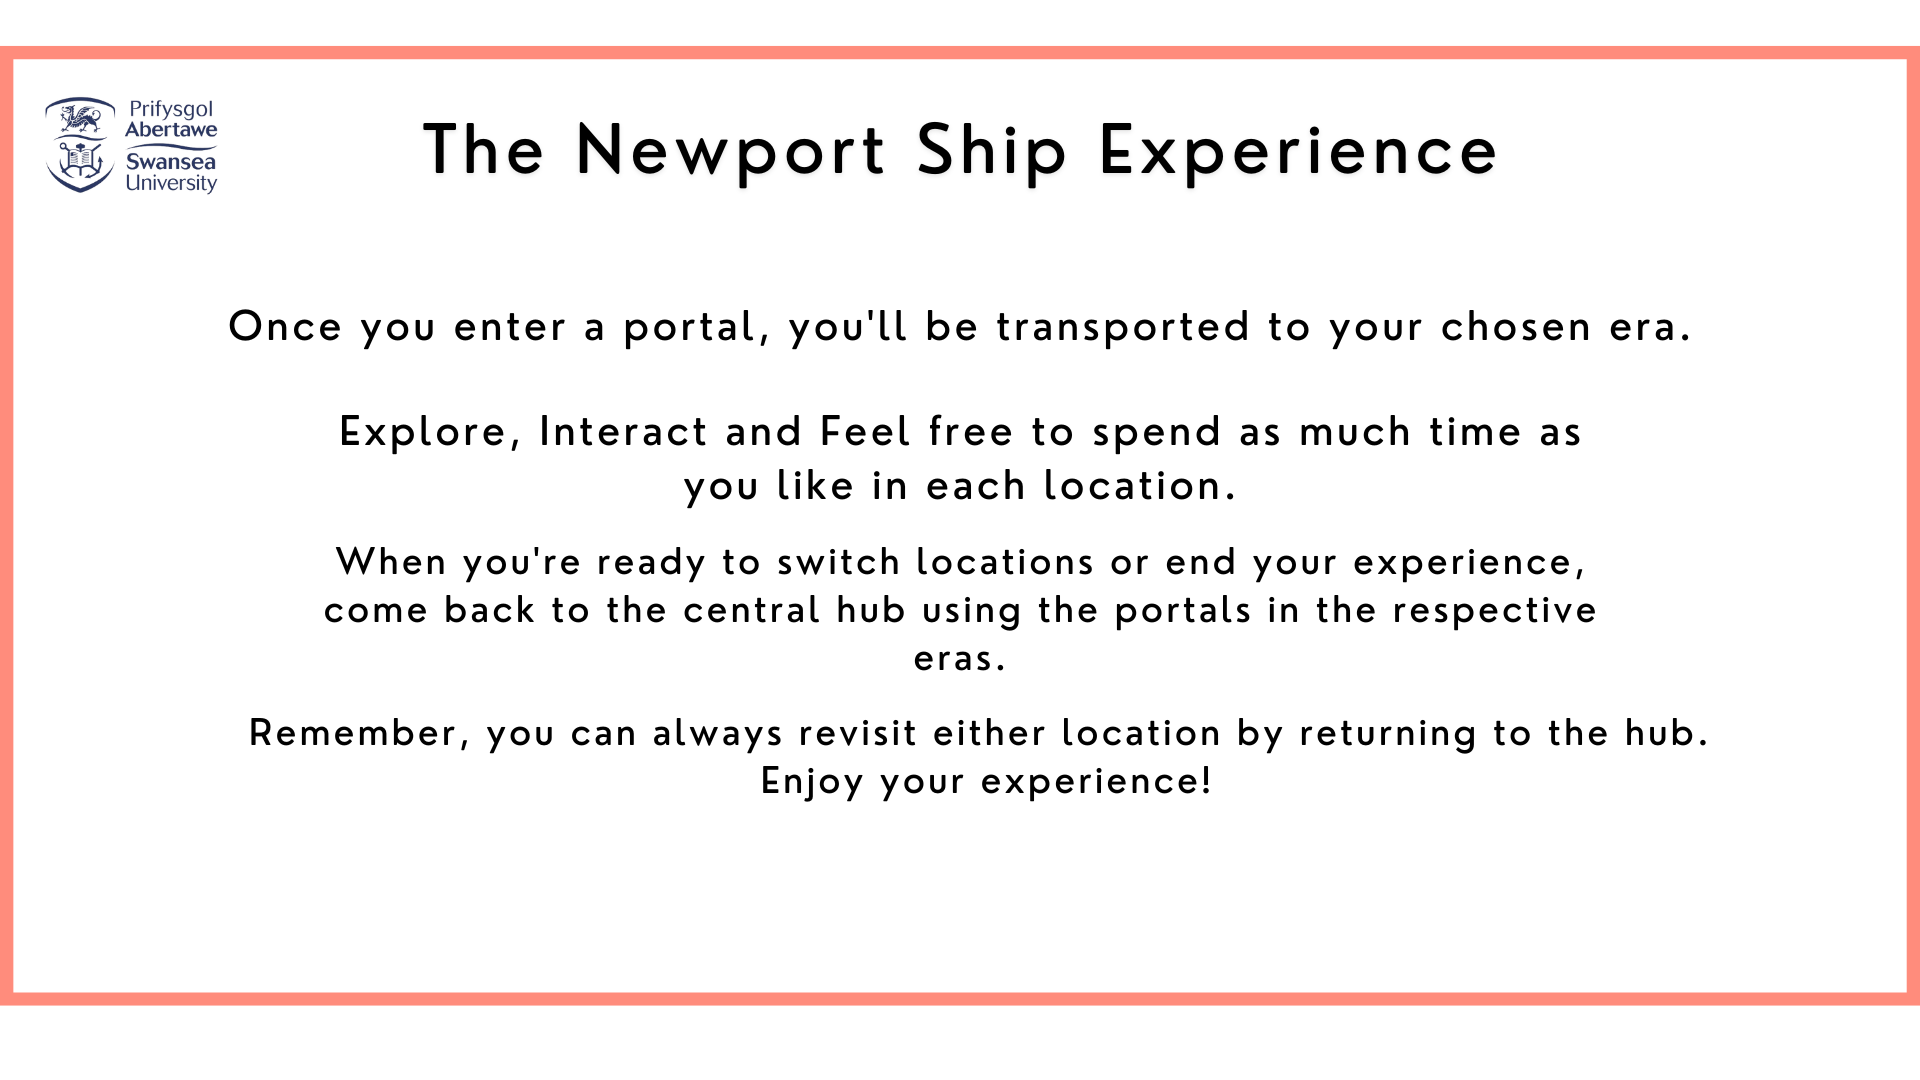 Prifysgol
Abertawe
Swansea
University
The Newport Ship Experience
Once you enter a portal, you'll be transported to your chosen era.
Explore, Interact and Feel free to spend as much time as
you like in each location.
When you're ready to switch locations or end your experience,
come back to the central hub using the portals in the respective
eras.
Remember, you can always revisit either location by returning to the hub.
Enjoy your experience!